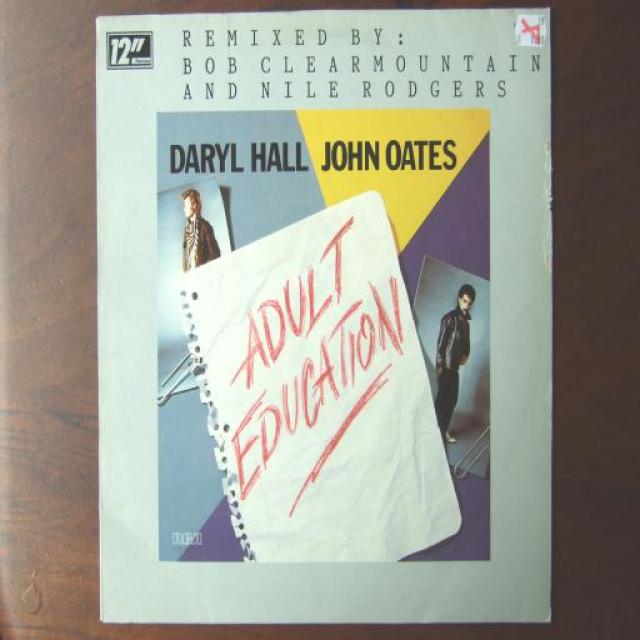 12"
REMIXED BY:
BOB CLEARMOUNTAIN
AND NILE RODGERS
DARYL HALL JOHN OATES
ADULT
EDUCATION
RCA